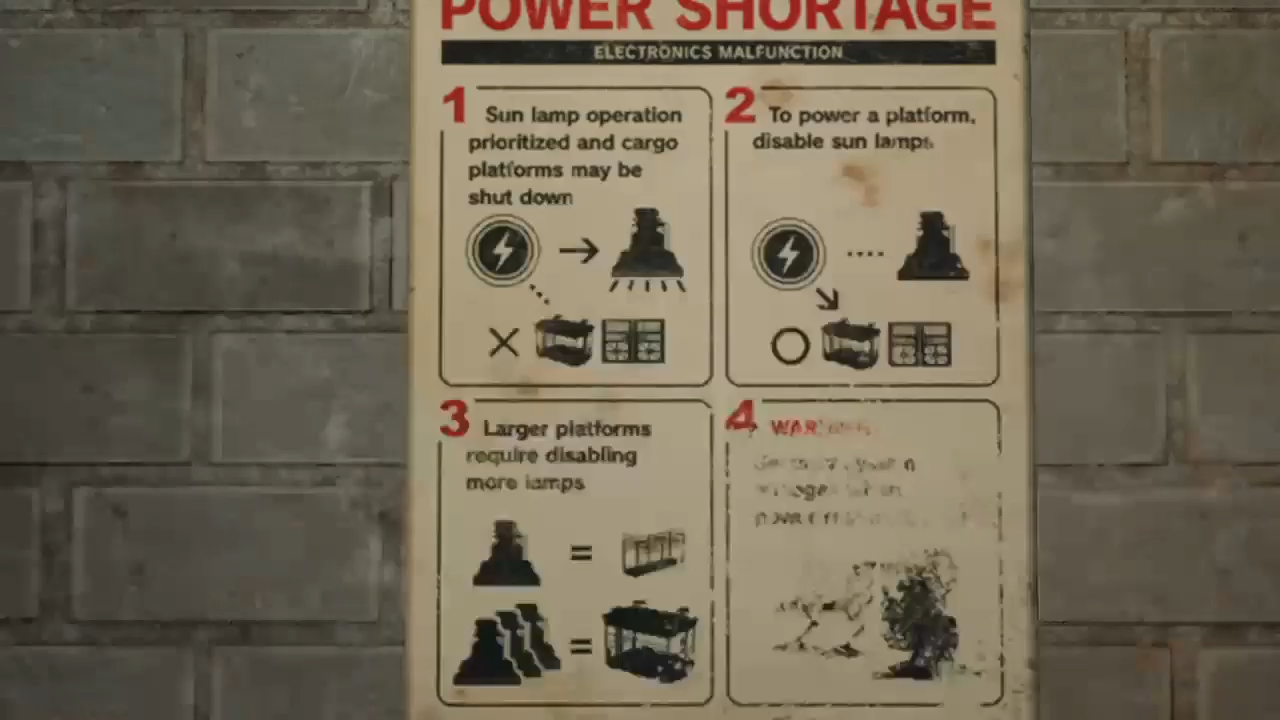 POWER SHORTAGE
ELECTRONICS MALFUNCTION
1 Sun lamp operation
prioritized and cargo
platforms may be
shut down
2 To power a platform,
disable sun lamps
3 Larger platforms
require disabling
more lamps
=
=
4